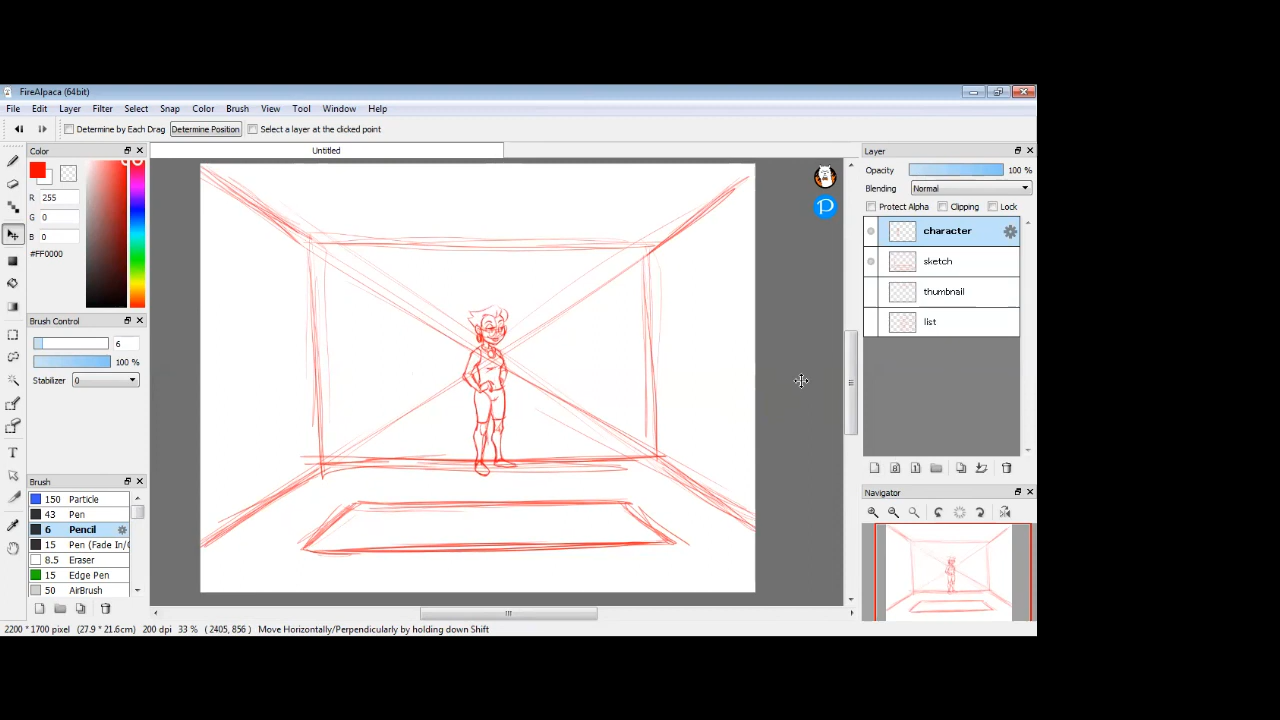 FireAlpaca (64bit)
File Edit Layer Filter Select Snap Color Brush View Tool Window Help
Determine by Each Drag Determine Position Select a layer at the clicked point
Color
Untitled
Layer
R 255
G 0
B 0
#FF0000
Opacity 100 %
Blending Normal
Protect Alpha Clipping Lock
character
sketch
thumbnail
list
Brush Control
6
100 %
Stabilizer 0
Brush
150 Particle
43 Pen
6 Pencil
15 Pen (Fade In/
8.5 Eraser
15 Edge Pen
50 AirBrush
Navigator
2200 * 1700 pixel (27.9 * 21.6cm) 200 dpi 33 % ( 2405, 856 ) Move Horizontally/Perpendicularly by holding down Shift